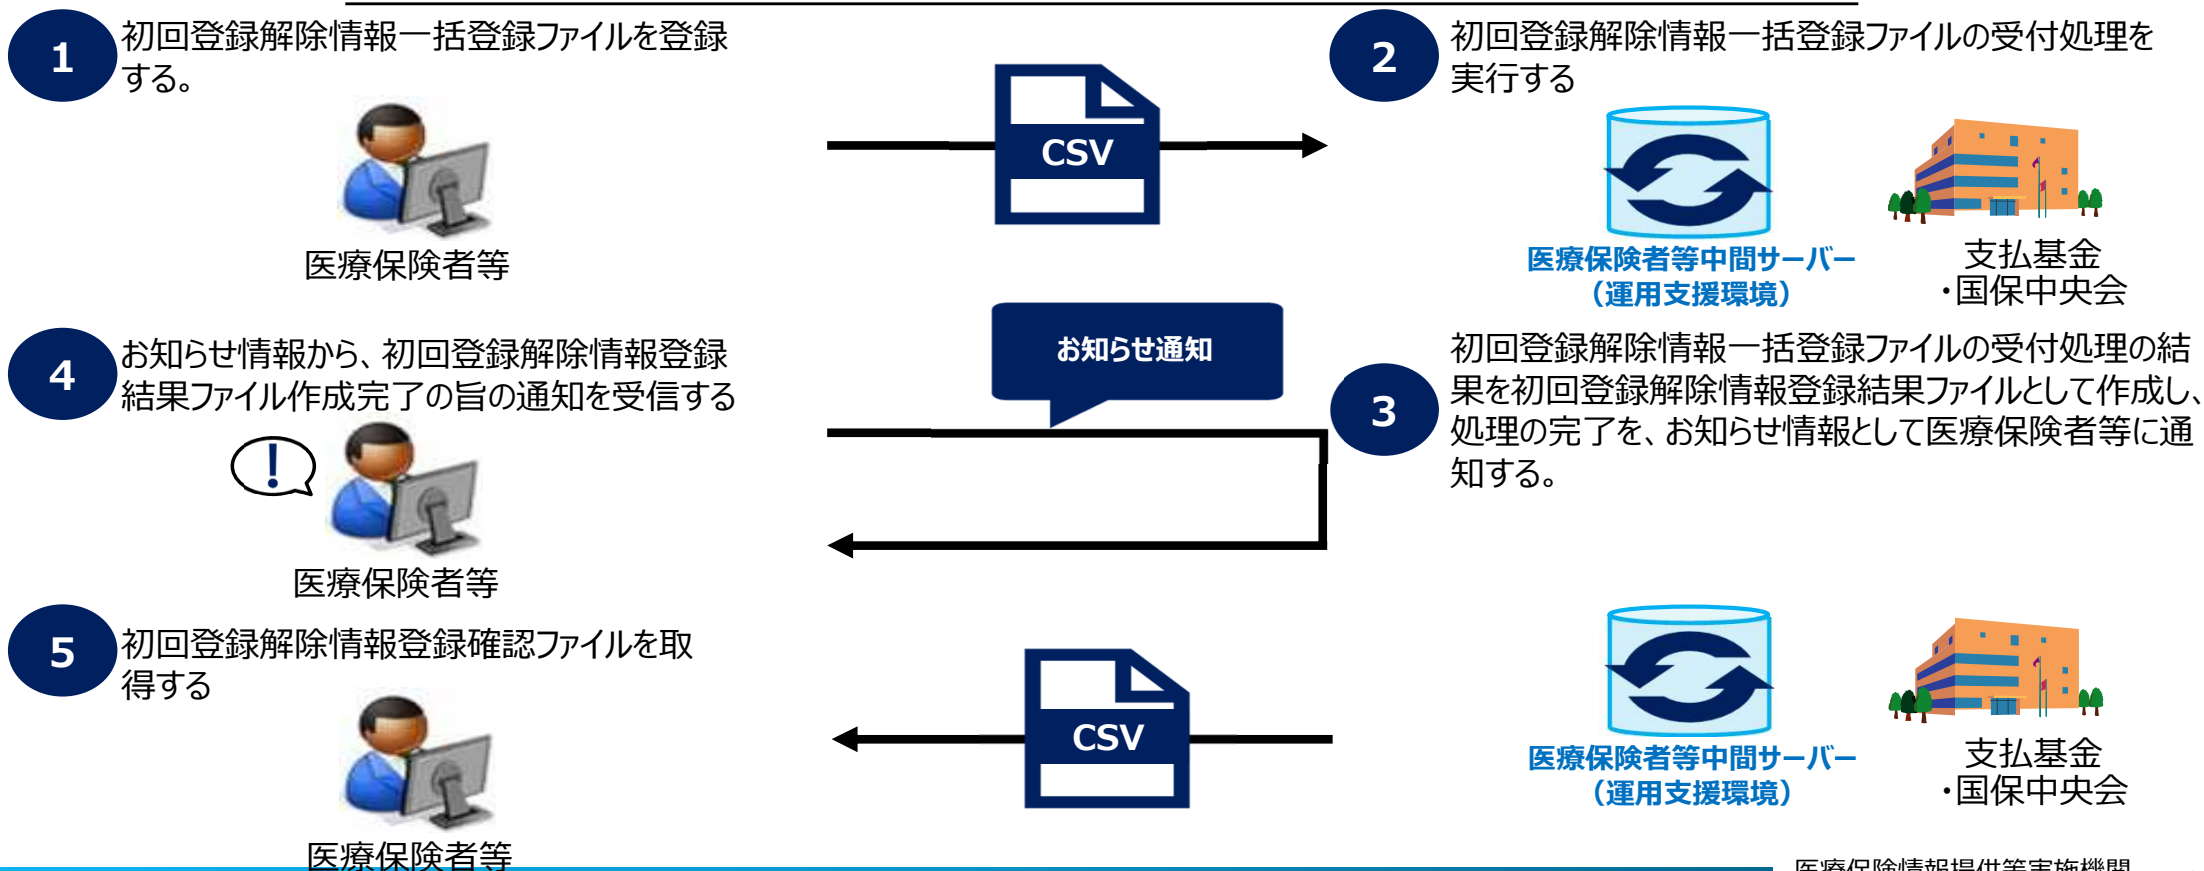 1
初回登録解除情報一括登録ファイルを登録
する。
医療保険者等
CSV
2
初回登録解除情報一括登録ファイルの受付処理を
実行する
医療保険者等中間サーバー
（運用支援環境）
支払基金
・国保中央会
お知らせ通知
3
初回登録解除情報一括登録ファイルの受付処理の結
果を初回登録解除情報登録結果ファイルとして作成し、
処理の完了を、お知らせ情報として医療保険者等に通
知する。
4
お知らせ情報から、初回登録解除情報登録
結果ファイル作成完了の旨の通知を受信する
!
医療保険者等
5
初回登録解除情報登録確認ファイルを取
得する
医療保険者等
CSV
医療保険者等中間サーバー
（運用支援環境）
支払基金
・国保中央会
医療保険情報提供等実施機関